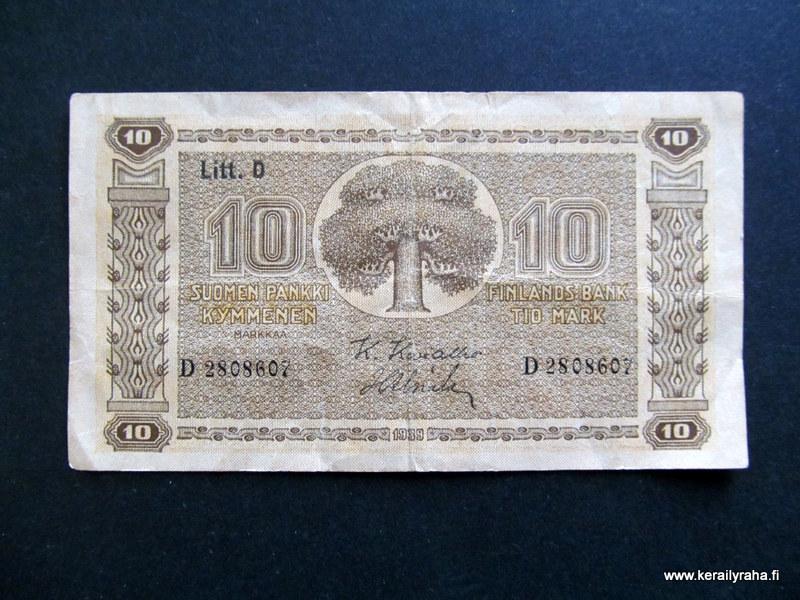 10 10
Litt. D
10 10
SUOMEN PANKKI FINLANDS BANK
KYMMENEN TIO MARK
MARKKAA
D 2808607 D 2808607
10 1939 10
www.kerailyraha.fi